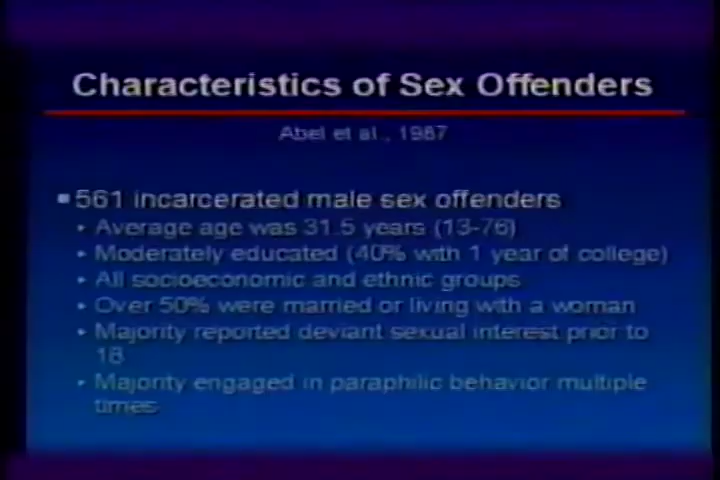 Characteristics of Sex Offenders
Abel et al., 1987
561 incarcerated male sex offenders
Average age was 31.5 years (13-76)
Moderately educated (40% with 1 year of college)
All socioeconomic and ethnic groups
Over 50% were married or living with a woman
Majority reported deviant sexual interest prior to
18
Majority engaged in paraphilic behavior multiple
times